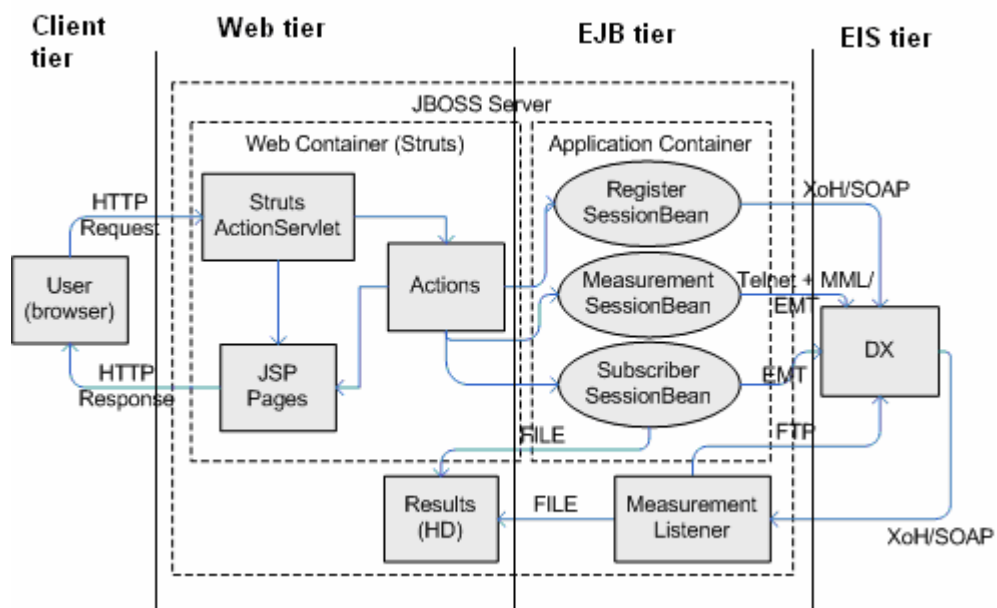 Client
tier
Web tier
EJB tier
EIS tier
JBOSS Server
Web Container (Struts)
Application Container
HTTP
Request
Struts
ActionServlet
Register
SessionBean
XoH/SOAP
User
(browser)
Actions
Measurement
SessionBean
Telnet + MML/
EMT
DX
HTTP
Response
JSP
Pages
Subscriber
SessionBean
EMT
FILE
FTP
Results
(HD)
FILE
Measurement
Listener
XoH/SOAP